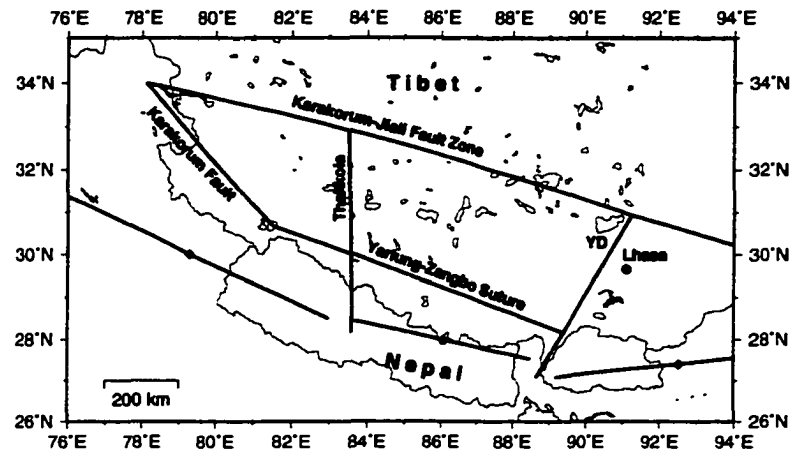 76°E 78°E 80°E 82°E 84°E 86°E 88°E 90°E 92°E 94°E
34°N 34°N
Tibet
Karakorum-Jiali Fault Zone
Karakorum Fault
32°N 32°N
Thakkola
30°N 30°N
YD
Lhasa
Yarlung-Zangbo Suture
28°N 28°N
Nepal
200 km
26°N 26°N
76°E 78°E 80°E 82°E 84°E 86°E 88°E 90°E 92°E 94°E